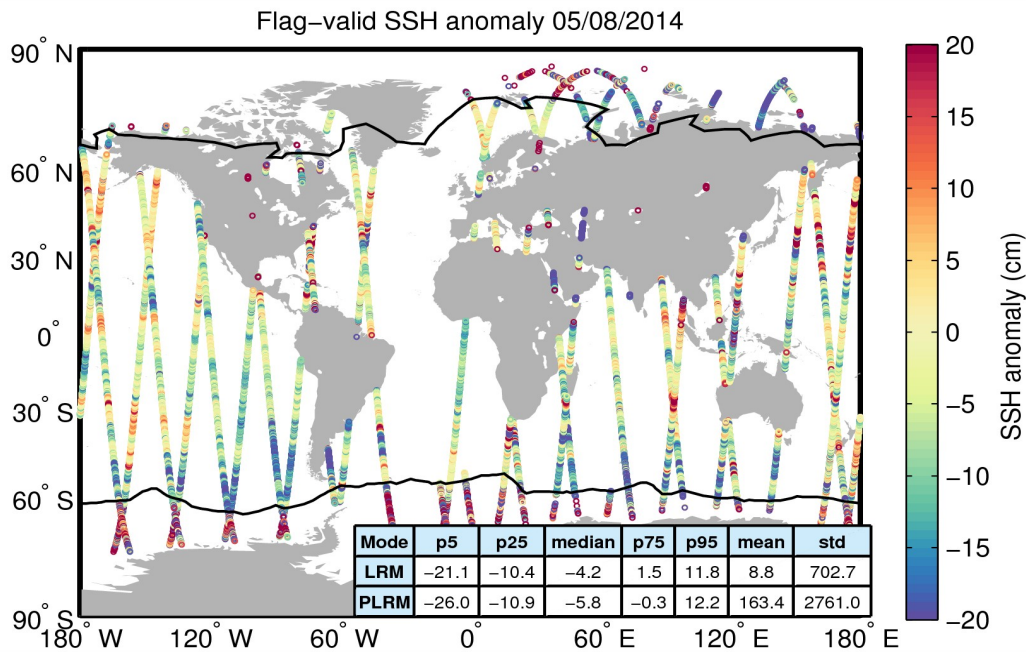 Flag−valid SSH anomaly 05/08/2014
90° N
60° N
30° N
0°
30° S
60° S
90° S
180° W
120° W
60° W
0°
60° E
120° E
180° E
20
15
10
5
0
−5
−10
−15
−20
SSH anomaly (cm)
Mode p5 p25 median p75 p95 mean std
LRM −21.1 −10.4 −4.2 1.5 11.8 8.8 702.7
PLRM −26.0 −10.9 −5.8 −0.3 12.2 163.4 2761.0